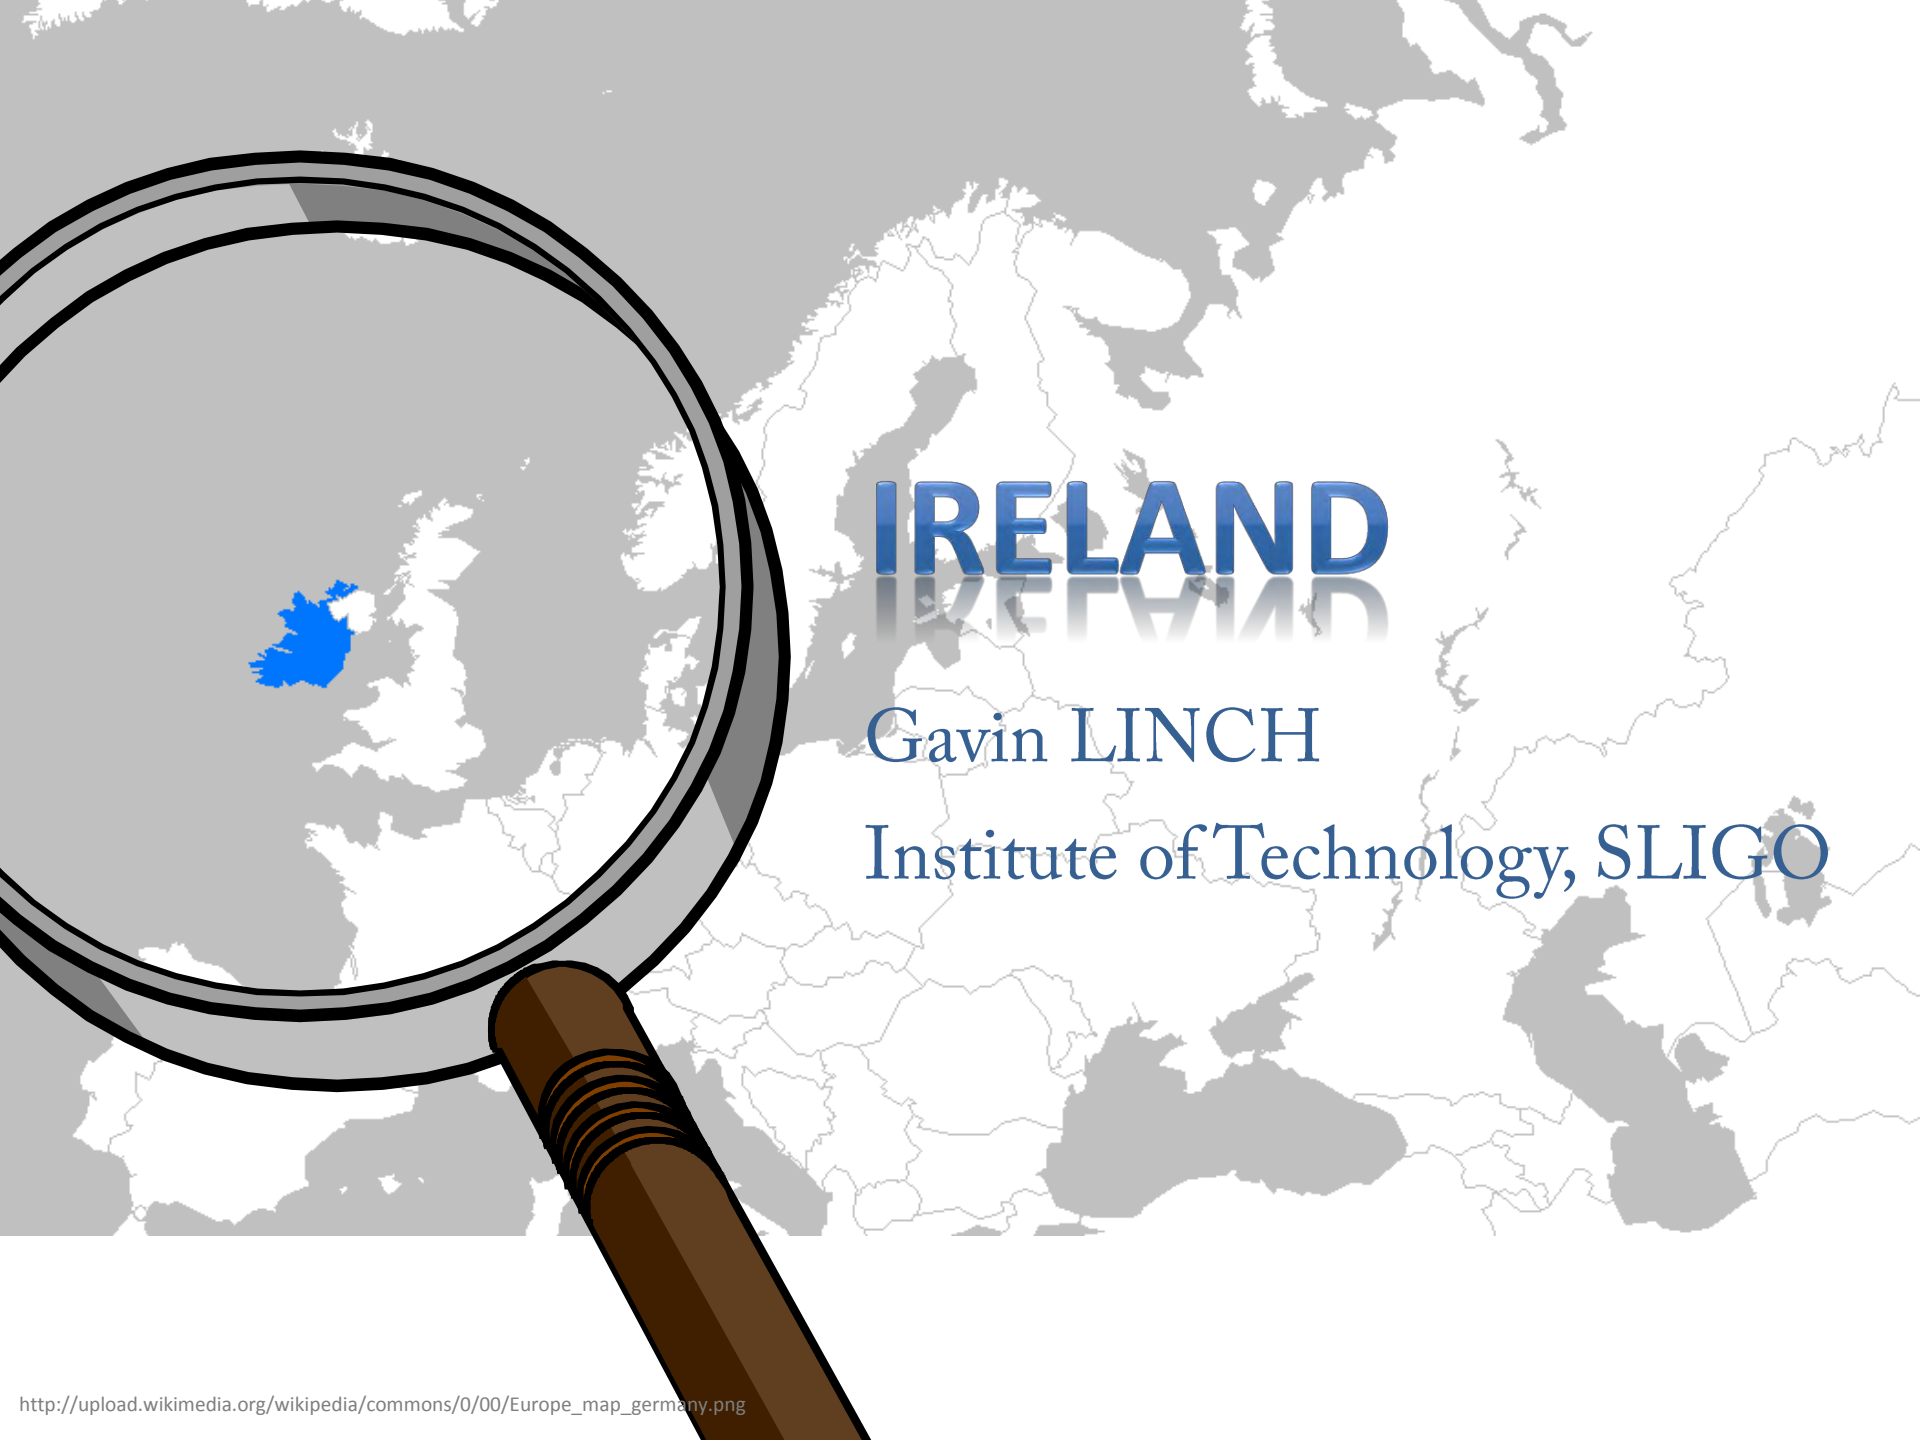 IRELAND
Gavin LINCH
Institute of Technology, SLIGO
http://upload.wikimedia.org/wikipedia/commons/0/00/Europe_map_germany.png